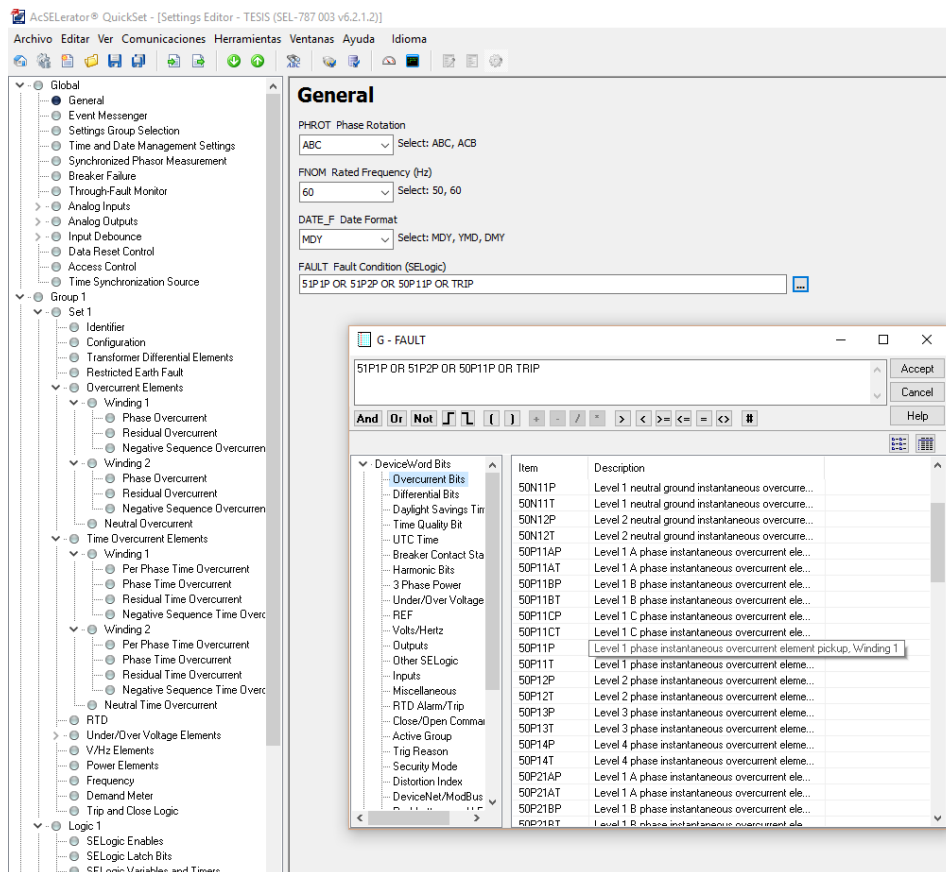 AcSELerator® QuickSet - [Settings Editor - TESIS (SEL-787 003 v6.2.1.2)]
Archivo Editar Ver Comunicaciones Herramientas Ventanas Ayuda Idioma
Global
General
Event Messenger
Settings Group Selection
Time and Date Management Settings
Synchronized Phasor Measurement
Breaker Failure
Through-Fault Monitor
Analog Inputs
Analog Outputs
Input Debounce
Data Reset Control
Access Control
Time Synchronization Source
Group 1
Set 1
Identifier
Configuration
Transformer Differential Elements
Restricted Earth Fault
Overcurrent Elements
Winding 1
Phase Overcurrent
Residual Overcurrent
Negative Sequence Overcurren
Winding 2
Phase Overcurrent
Residual Overcurrent
Negative Sequence Overcurren
Neutral Overcurrent
Time Overcurrent Elements
Winding 1
Per Phase Time Overcurrent
Phase Time Overcurrent
Residual Time Overcurrent
Negative Sequence Time Overc
Winding 2
Per Phase Time Overcurrent
Phase Time Overcurrent
Residual Time Overcurrent
Negative Sequence Time Overc
Neutral Time Overcurrent
RTD
Under/Over Voltage Elements
V/Hz Elements
Power Elements
Frequency
Demand Meter
Trip and Close Logic
Logic 1
SELogic Enables
SELogic Latch Bits
SELogic Variables and Timers
General
PHROT Phase Rotation
ABC Select: ABC, ACB
FNOM Rated Frequency (Hz)
60 Select: 50, 60
DATE_F Date Format
MDY Select: MDY, YMD, DMY
FAULT Fault Condition (SELogic)
51P1P OR 51P2P OR 50P11P OR TRIP ...
G - FAULT
51P1P OR 51P2P OR 50P11P OR TRIP
Accept
Cancel
Help
And Or Not ( ) + - / * > < >= <= = <> #
DeviceWord Bits
Overcurrent Bits
Differential Bits
Daylight Savings Tim
Time Quality Bit
UTC Time
Breaker Contact Sta
Harmonic Bits
3 Phase Power
Under/Over Voltage
REF
Volts/Hertz
Outputs
Other SELogic
Inputs
Miscellaneous
RTD Alarm/Trip
Close/Open Comma
Active Group
Trig Reason
Security Mode
Distortion Index
DeviceNet/ModBus
Item Description
50N11P Level 1 neutral ground instantaneous overcurre...
50N11T Level 1 neutral ground instantaneous overcurre...
50N12P Level 2 neutral ground instantaneous overcurre...
50N12T Level 2 neutral ground instantaneous overcurre...
50P11AP Level 1 A phase instantaneous overcurrent ele...
50P11AT Level 1 A phase instantaneous overcurrent ele...
50P11BP Level 1 B phase instantaneous overcurrent ele...
50P11BT Level 1 B phase instantaneous overcurrent ele...
50P11CP Level 1 C phase instantaneous overcurrent ele...
50P11CT Level 1 C phase instantaneous overcurrent ele...
50P11P Level 1 phase instantaneous overcurrent element pickup, Winding 1
50P11T Level 1 phase instantaneous overcurrent eleme...
50P12P Level 2 phase instantaneous overcurrent eleme...
50P12T Level 2 phase instantaneous overcurrent eleme...
50P13P Level 3 phase instantaneous overcurrent eleme...
50P13T Level 3 phase instantaneous overcurrent eleme...
50P14P Level 4 phase instantaneous overcurrent eleme...
50P14T Level 4 phase instantaneous overcurrent eleme...
50P21AP Level 1 A phase instantaneous overcurrent ele...
50P21AT Level 1 A phase instantaneous overcurrent ele...
50P21BP Level 1 B phase instantaneous overcurrent ele...
50P21BT Level 1 B phase instantaneous overcurrent ele